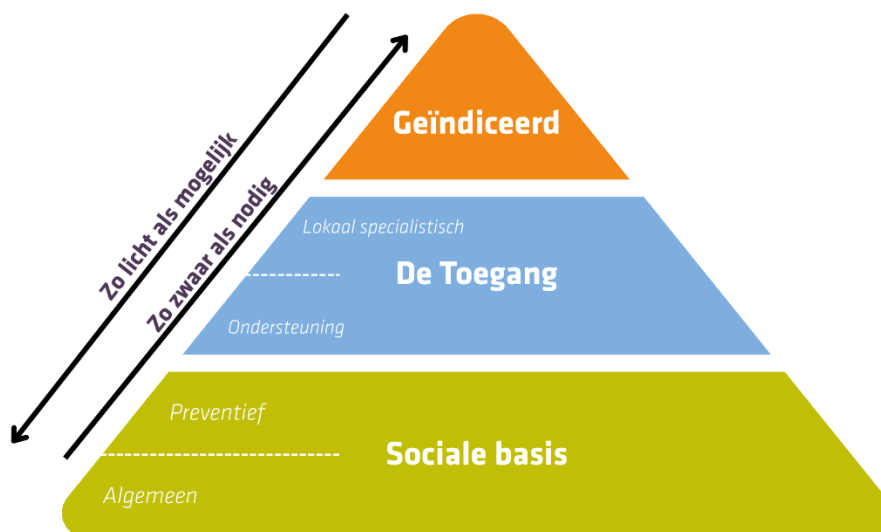 Geïndiceerd
Zo licht als mogelijk
Zo zwaar als nodig
Lokaal specialistisch
De Toegang
Ondersteuning
Preventief
Sociale basis
Algemeen